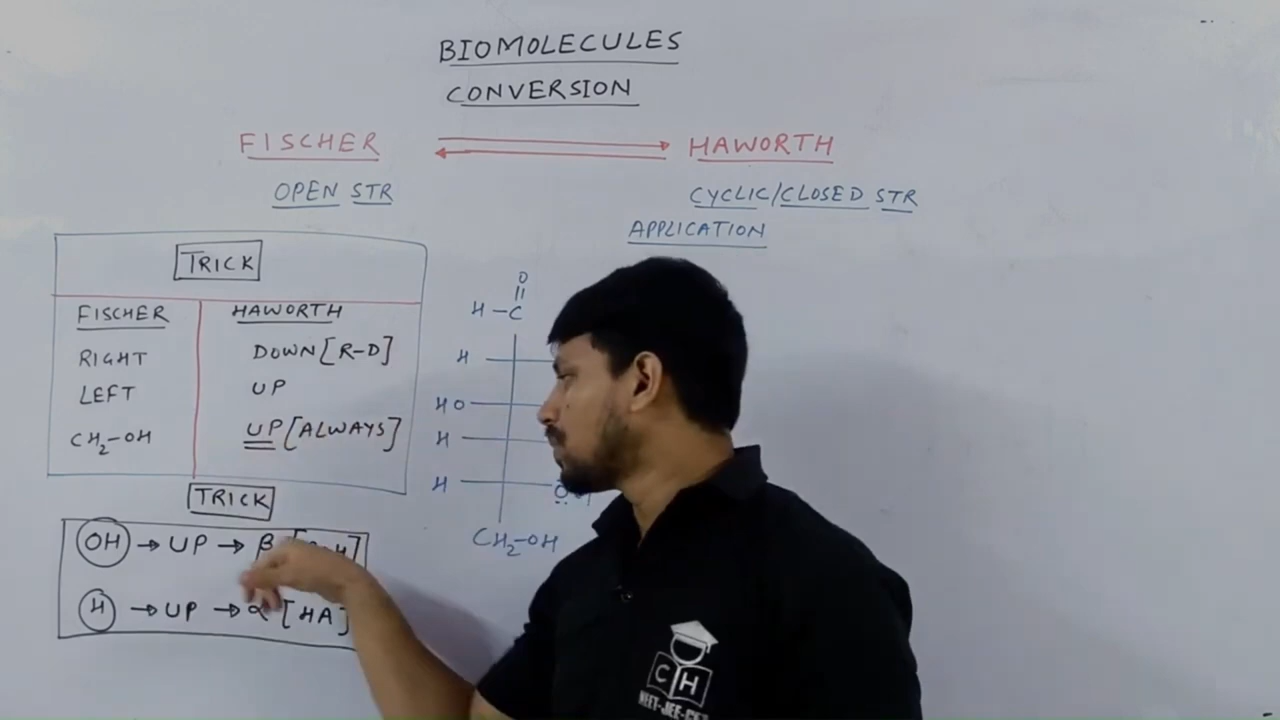 BIOMOLECULES
CONVERSION
FISCHER HAWORTH
OPEN STR CYCLIC/CLOSED STR
APPLICATION
TRICK
FISCHER HAWORTH
RIGHT DOWN [R-D]
LEFT UP
CH2-OH UP [ALWAYS]
TRICK
OH → UP → β
H → UP → α [HA]
O
H - C
H
HO
H
H
CH2-OH
C H